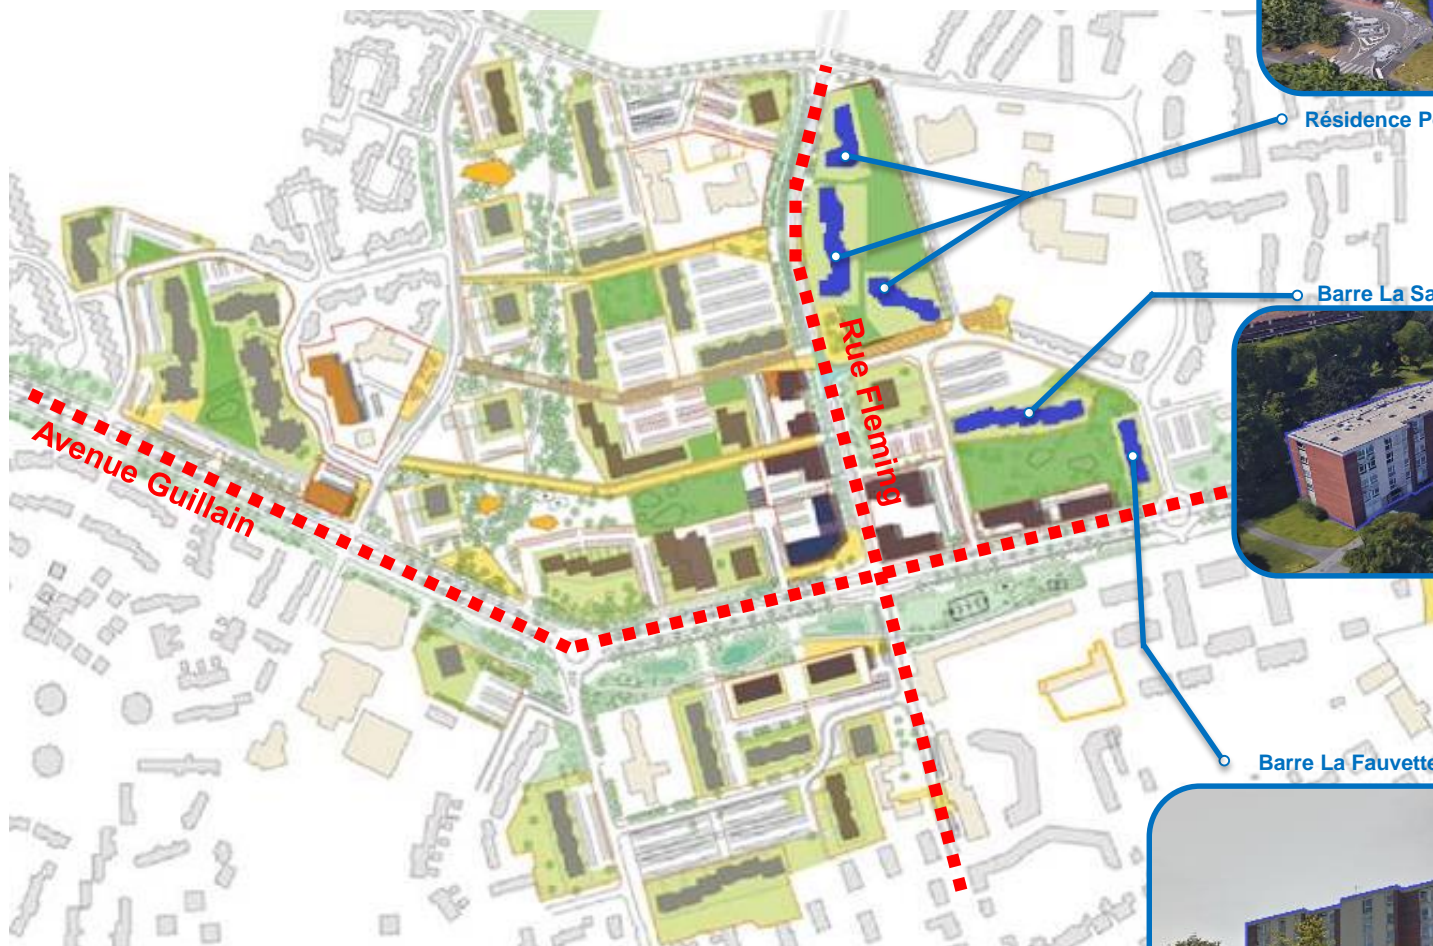 Résidence P
Barre La Sa
Rue Fleming
Avenue Guillain
Barre La Fauvette